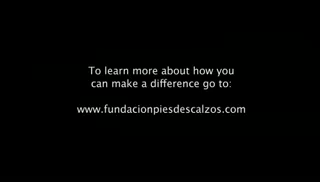 To learn more about how you
can make a difference go to:
www.fundacionpiesdescalzos.com